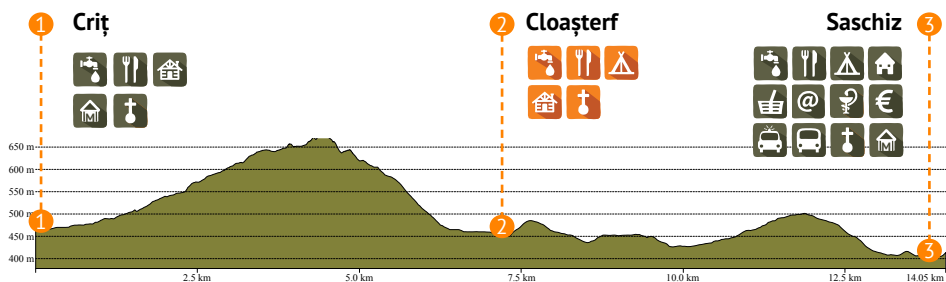 1 Criț
2 Cloașterf
Saschiz 3
@
€
M
M
650 m
600 m
550 m
500 m
450 m
400 m
1
2
3
2.5 km
5.0 km
7.5 km
10.0 km
12.5 km
14.05 km